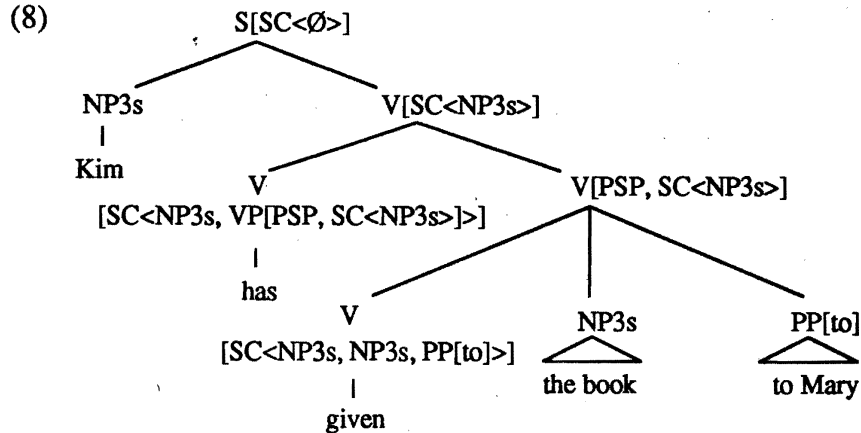 (8) S[SC<Ø>]
NP3s V[SC<NP3s>]
Kim
V V[PSP, SC<NP3s>]
[SC<NP3s, VP[PSP, SC<NP3s>]>]
has
V NP3s PP[to]
[SC<NP3s, NP3s, PP[to]>]
the book to Mary
given